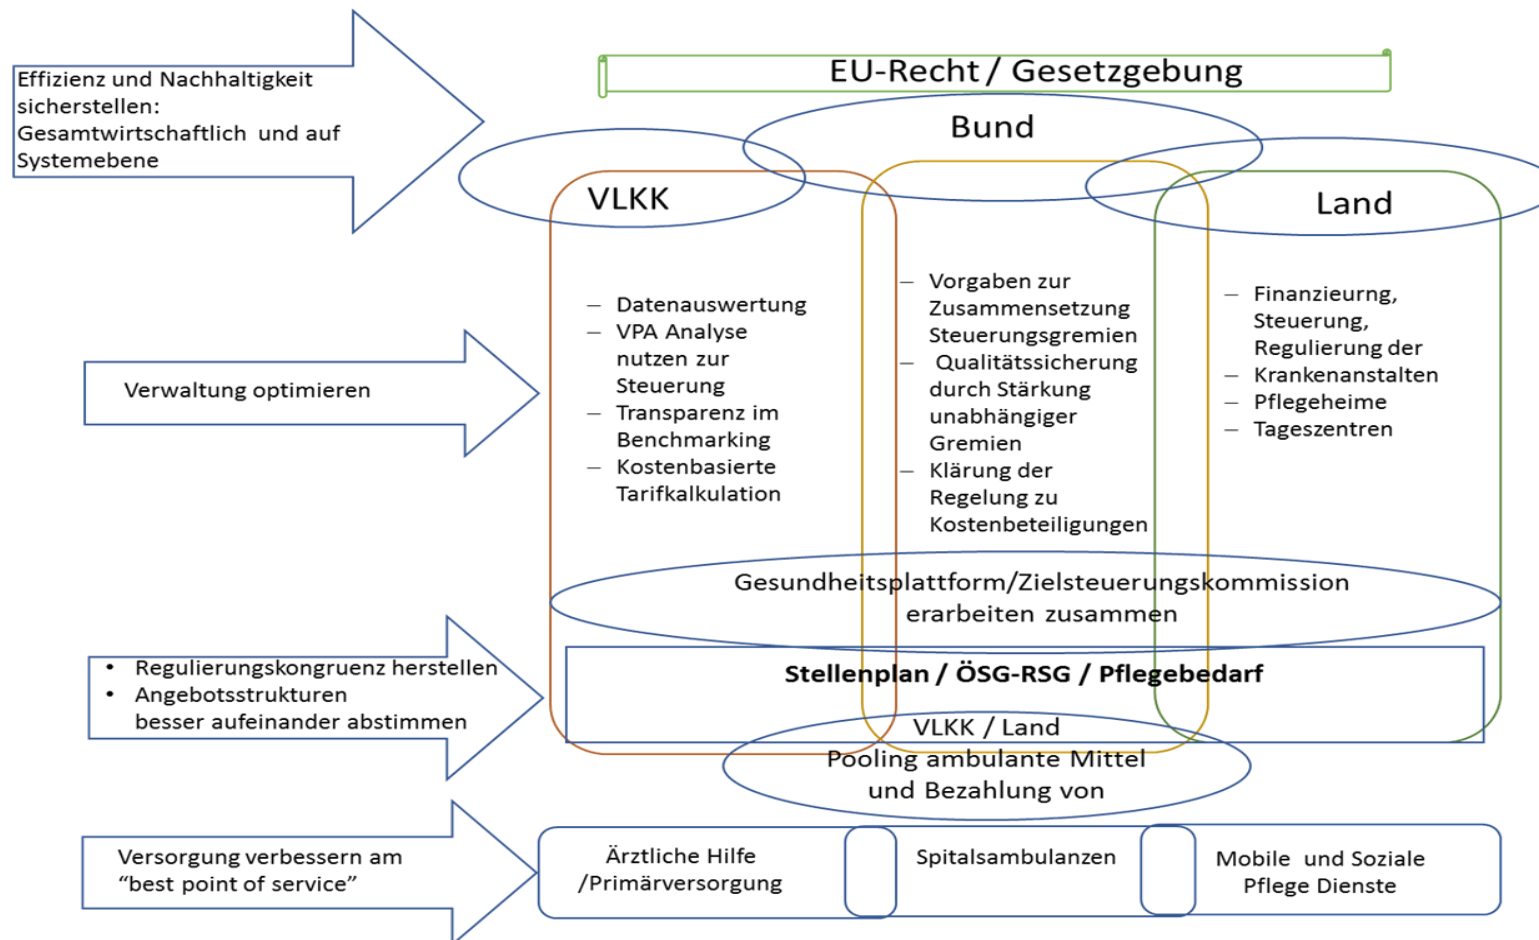 EU-Recht / Gesetzgebung
Effizienz und Nachhaltigkeit
sicherstellen:
Gesamtwirtschaftlich und auf
Systemebene
Bund
VLKK
Land
Verwaltung optimieren
– Datenauswertung
– VPA Analyse
nutzen zur
Steuerung
– Transparenz im
Benchmarking
– Kostenbasierte
Tarifkalkulation
– Vorgaben zur
Zusammensetzung
Steuerungsgremien
– Qualitätssicherung
durch Stärkung
unabhängiger
Gremien
– Klärung der
Regelung zu
Kostenbeteiligungen
– Finanzieurng,
Steuerung,
Regulierung der
– Krankenanstalten
– Pflegeheime
– Tageszentren
Gesundheitsplattform/Zielsteuerungskommission
erarbeiten zusammen
• Regulierungskongruenz herstellen
• Angebotsstrukturen
besser aufeinander abstimmen
Stellenplan / ÖSG-RSG / Pflegebedarf
VLKK / Land
Pooling ambulante Mittel
und Bezahlung von
Versorgung verbessern am
“best point of service”
Ärztliche Hilfe
/Primärversorgung
Spitalsambulanzen
Mobile und Soziale
Pflege Dienste